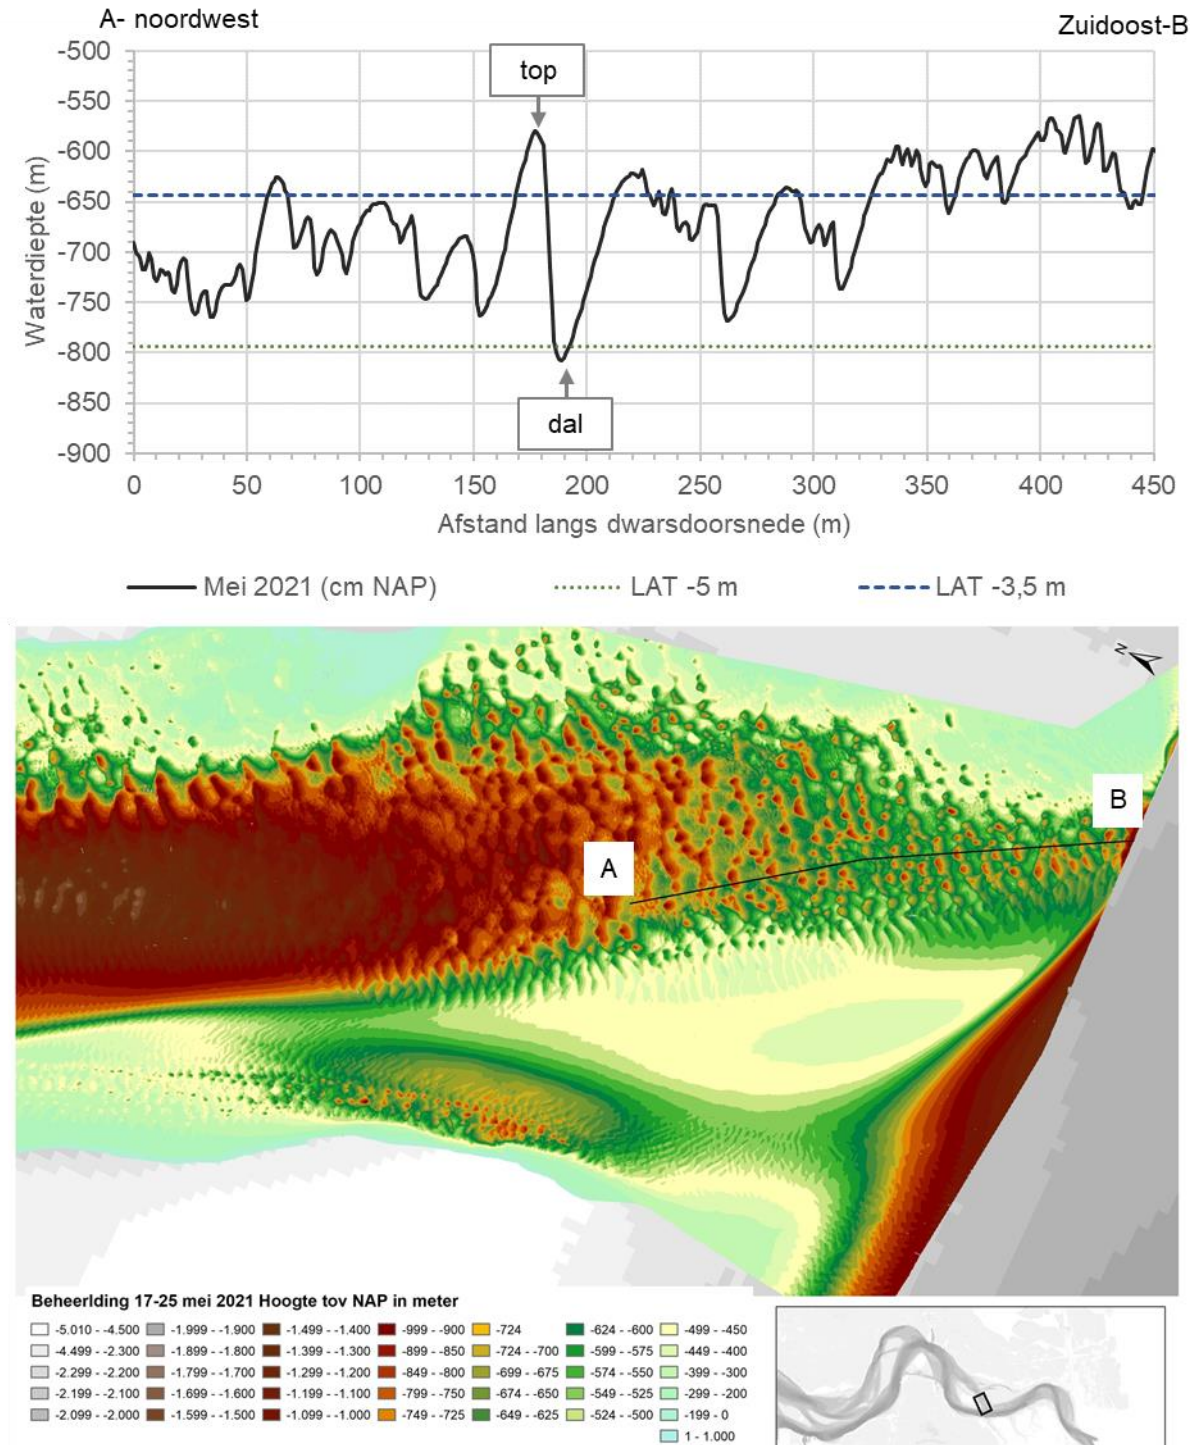 A- noordwest
Zuidoost-B
-500
-550
-600
-650
-700
-750
-800
-850
-900
Waterdiepte (m)
top
dal
0 50 100 150 200 250 300 350 400 450
Afstand langs dwarsdoorsnede (m)
Mei 2021 (cm NAP) LAT -5 m LAT -3,5 m
N
A
B
Beheerlding 17-25 mei 2021 Hoogte tov NAP in meter
-5.010 - -4.500 -1.999 - -1.900 -1.499 - -1.400 -999 - -900 -724 -624 - -600 -499 - -450
-4.499 - -2.300 -1.899 - -1.800 -1.399 - -1.300 -899 - -850 -724 - -700 -599 - -575 -449 - -400
-2.299 - -2.200 -1.799 - -1.700 -1.299 - -1.200 -849 - -800 -699 - -675 -574 - -550 -399 - -300
-2.199 - -2.100 -1.699 - -1.600 -1.199 - -1.100 -799 - -750 -674 - -650 -549 - -525 -299 - -200
-2.099 - -2.000 -1.599 - -1.500 -1.099 - -1.000 -749 - -725 -649 - -625 -524 - -500 -199 - 0
1 - 1.000